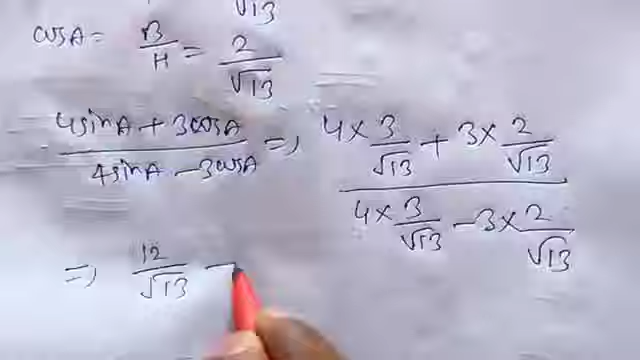 √13
cosA = B/H = 2/√13
4sinA + 3cosA / 4sinA - 3cosA => 4×3/√13 + 3×2/√13 / 4×3/√13 - 3×2/√13
=> 12/√13